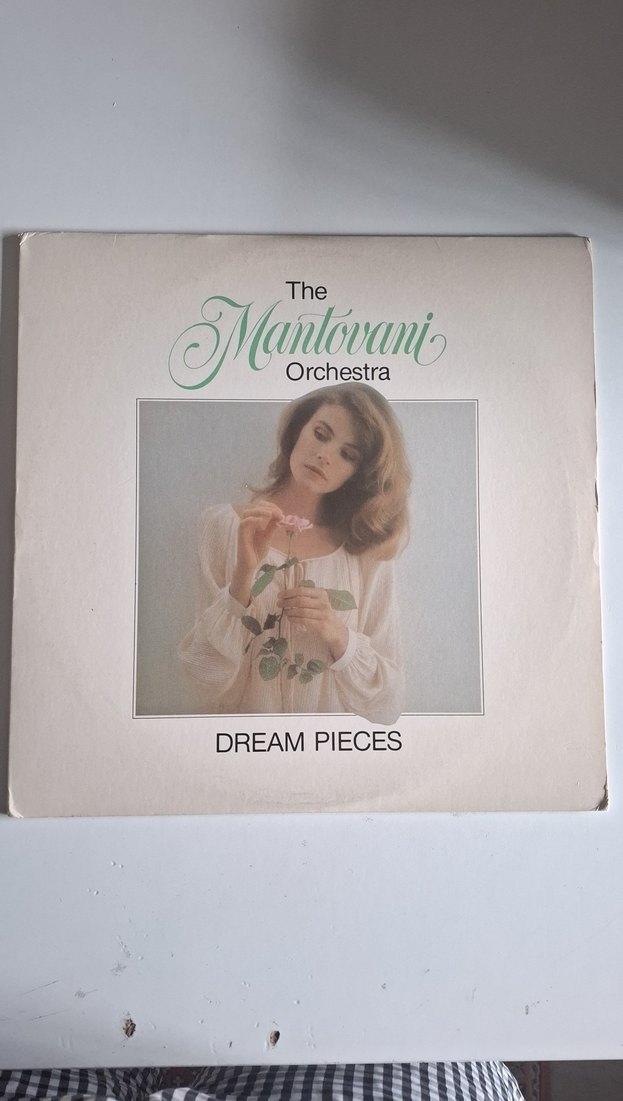 The
Mantovani
Orchestra
DREAM PIECES